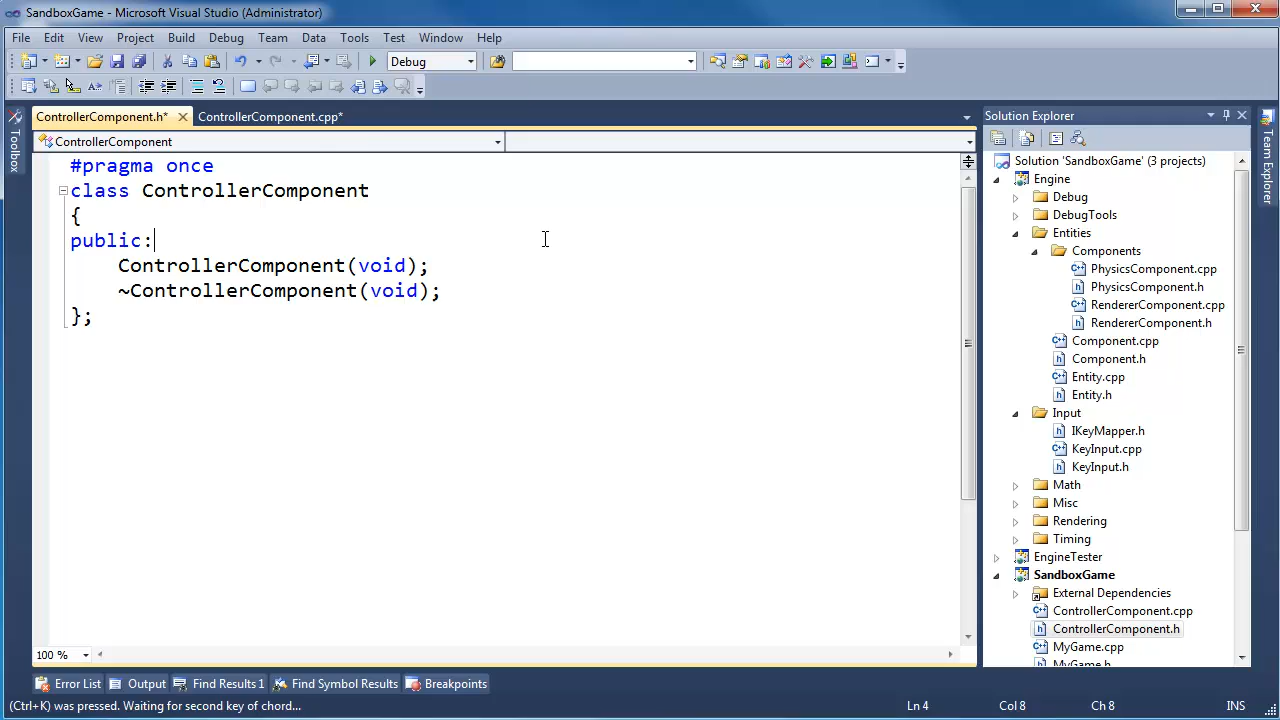 SandboxGame - Microsoft Visual Studio (Administrator)
File Edit View Project Build Debug Team Data Tools Test Window Help
Debug
ControllerComponent.h* ControllerComponent.cpp*
ControllerComponent
#pragma once
class ControllerComponent
{
public:
ControllerComponent(void);
~ControllerComponent(void);
};
100 %
Toolbox
Solution Explorer
Solution 'SandboxGame' (3 projects)
Engine
Debug
DebugTools
Entities
Components
PhysicsComponent.cpp
PhysicsComponent.h
RendererComponent.cpp
RendererComponent.h
Component.cpp
Component.h
Entity.cpp
Entity.h
Input
IKeyMapper.h
KeyInput.cpp
KeyInput.h
Math
Misc
Rendering
Timing
EngineTester
SandboxGame
External Dependencies
ControllerComponent.cpp
ControllerComponent.h
MyGame.cpp
MyGame.h
Team Explorer
Error List Output Find Results 1 Find Symbol Results Breakpoints
(Ctrl+K) was pressed. Waiting for second key of chord... Ln 4 Col 8 Ch 8 INS